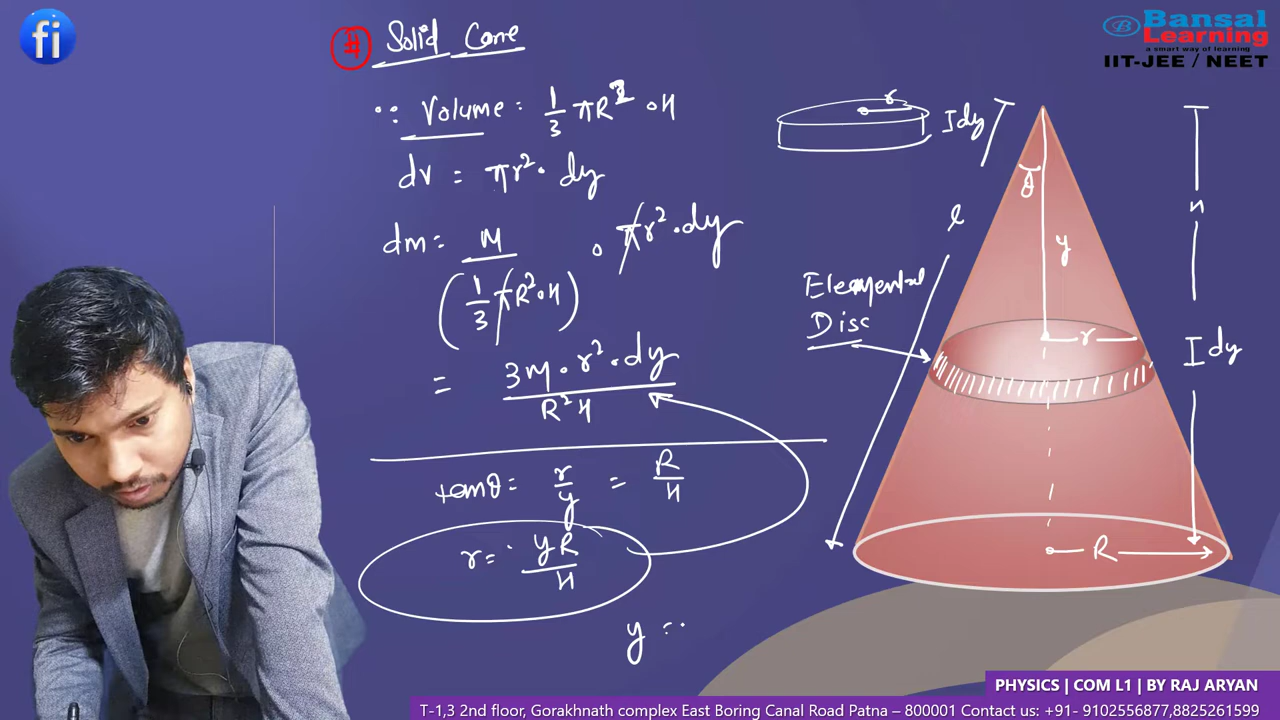 fi
# Solid Cone
Bansal
Learning
a smart way of learning
IIT-JEE / NEET
∵ Volume: 1/3 πR² · H
dv = πr² · dy
dm = M/(1/3 πR² · H) · πr² · dy
= 3M · r² · dy / R²H
tanθ = r/y = R/H
r = yR/H
y =
r
dy
θ
l
y
H
Elemental
Disc
r
dy
R
PHYSICS | COM L1 | BY RAJ ARYAN
T-1,3 2nd floor, Gorakhnath complex East Boring Canal Road Patna – 800001 Contact us: +91- 9102556877,8825261599